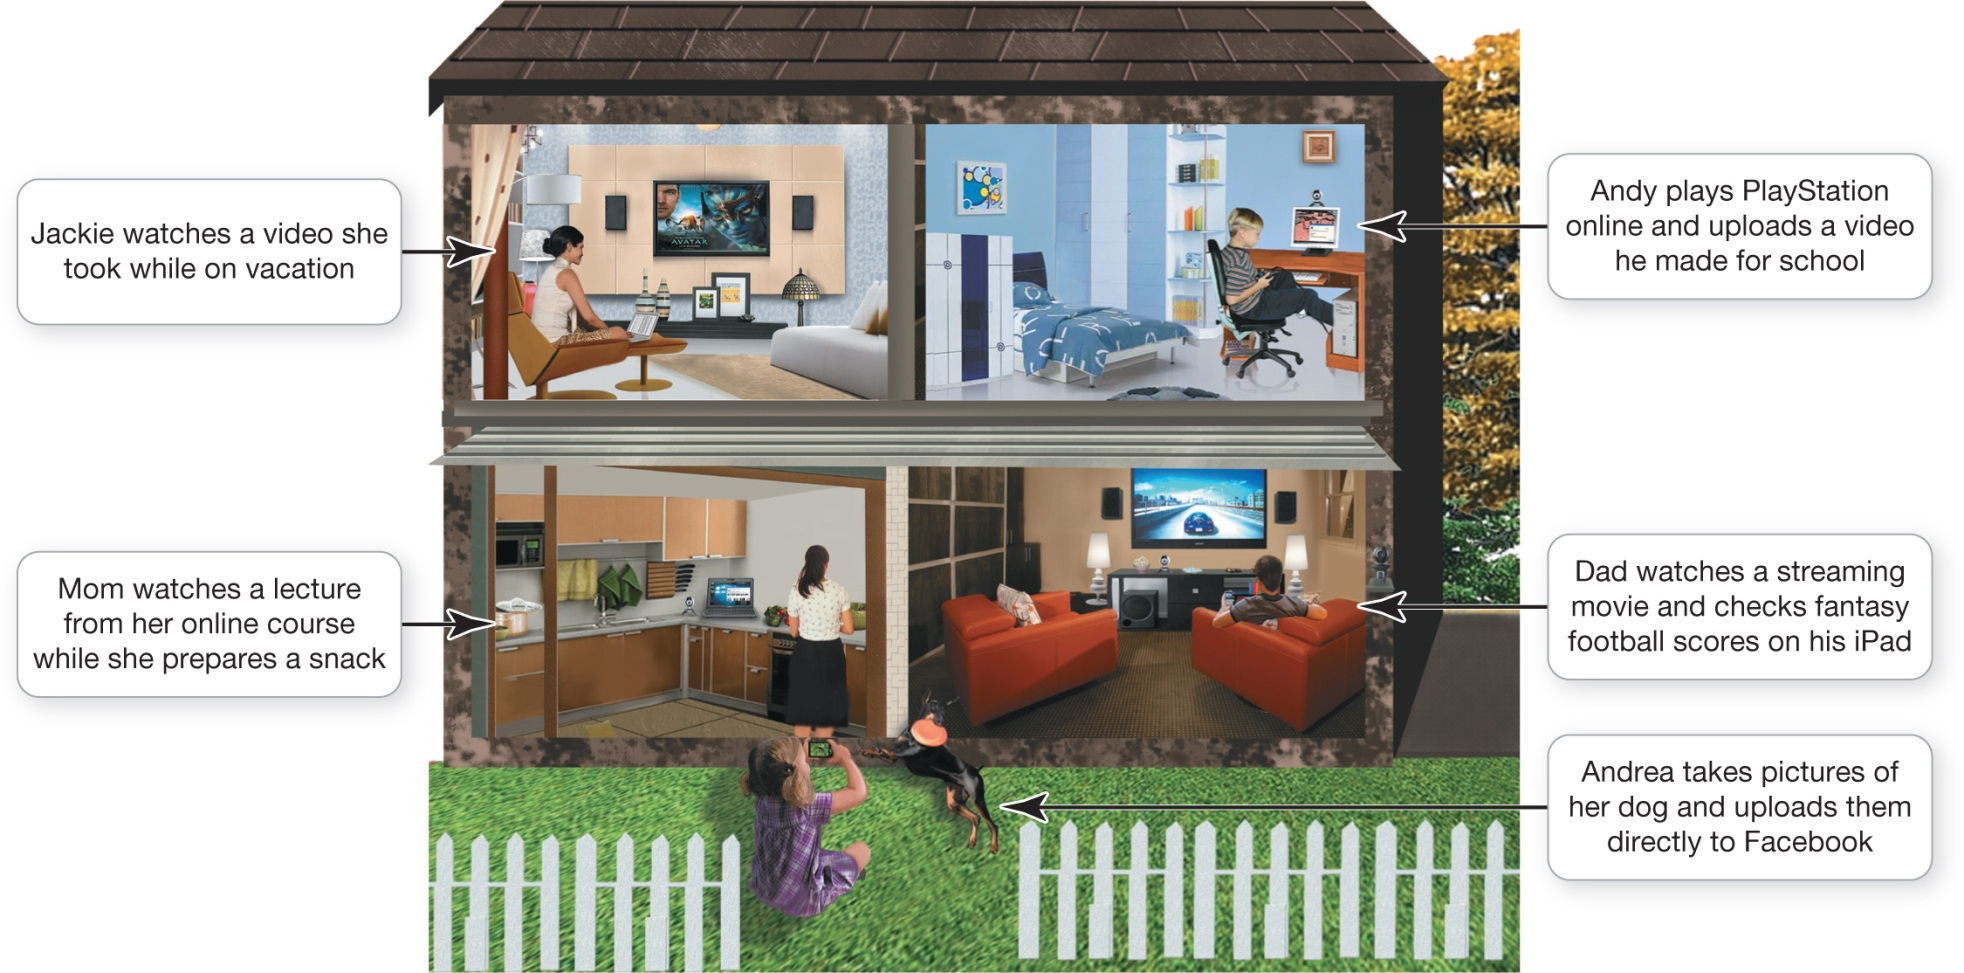 Jackie watches a video she
took while on vacation
Andy plays PlayStation
online and uploads a video
he made for school
AVATAR
Mom watches a lecture
from her online course
while she prepares a snack
Dad watches a streaming
movie and checks fantasy
football scores on his iPad
Andrea takes pictures of
her dog and uploads them
directly to Facebook